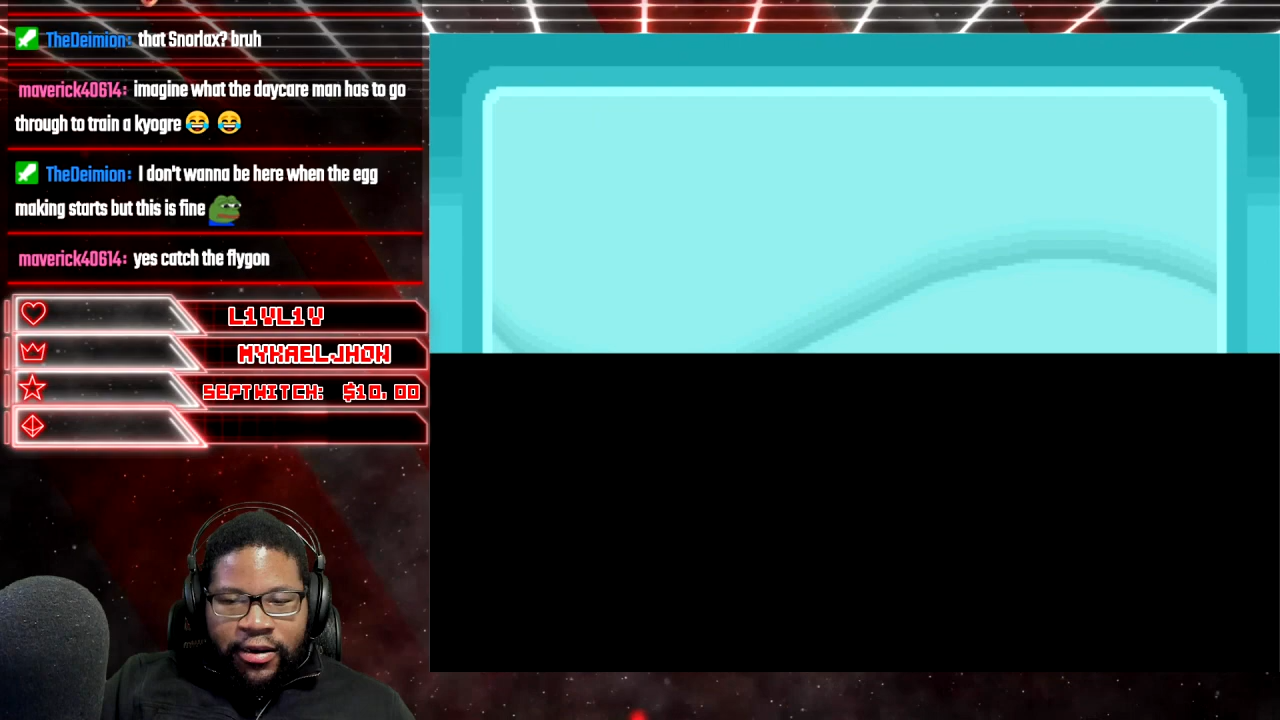 TheDeimion: that Snorlax? bruh
maverick40614: imagine what the daycare man has to go
through to train a kyogre 😂 😂
TheDeimion: I don't wanna be here when the egg
making starts but this is fine
maverick40614: yes catch the flygon
L1VL1V
MYKAELJHON
SEPTWITCH: $10.00